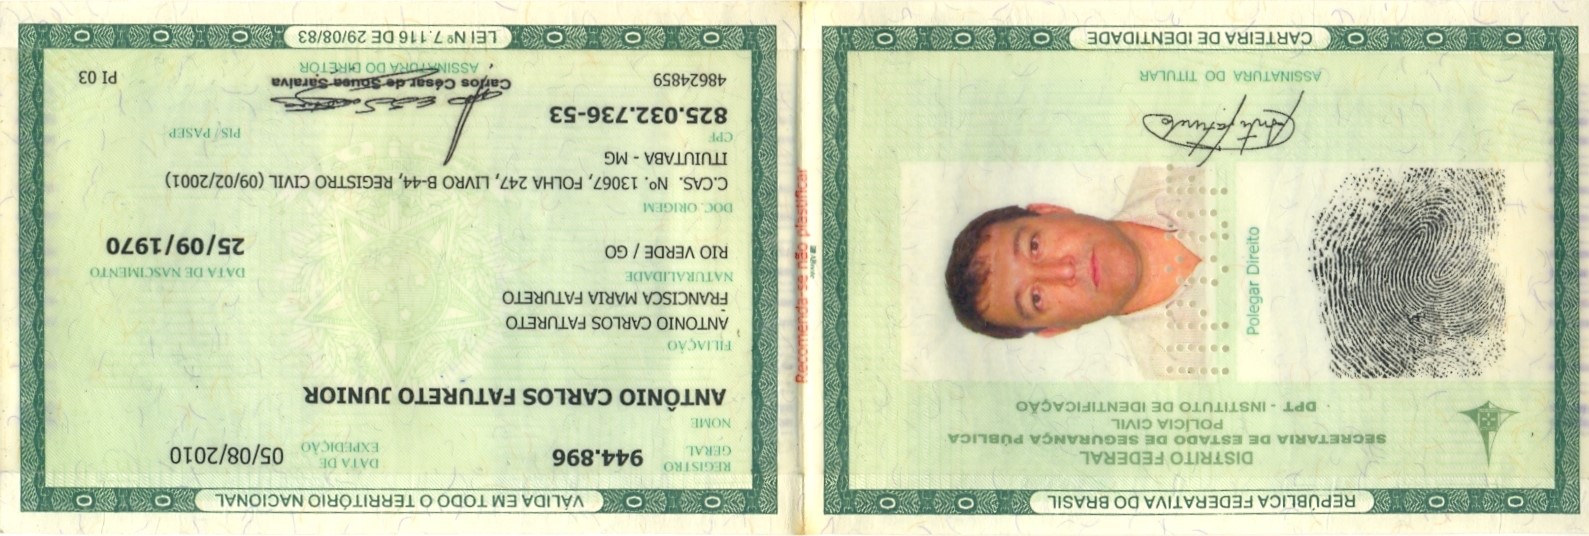 REPÚBLICA FEDERATIVA DO BRASIL
DISTRITO FEDERAL
SECRETARIA DE ESTADO DE SEGURANÇA PÚBLICA
POLÍCIA CIVIL
DPT - INSTITUTO DE IDENTIFICAÇÃO
Polegar Direito
Antº Fatureto
ASSINATURA DO TITULAR
CARTEIRA DE IDENTIDADE
Recomenda-se não plastificar
VÁLIDA EM TODO O TERRITÓRIO NACIONAL
REGISTRO GERAL 944.896 DATA DE EXPEDIÇÃO 05/08/2010
NOME
ANTÔNIO CARLOS FATURETO JUNIOR
FILIAÇÃO
ANTONIO CARLOS FATURETO
FRANCISCA MARIA FATURETO
NATURALIDADE DATA DE NASCIMENTO
RIO VERDE / GO 25/09/1970
DOC. ORIGEM
C.CAS. Nº. 13067, FOLHA 247, LIVRO B-44, REGISTRO CIVIL (09/02/2001)
ITUIUTABA - MG
CPF PIS / PASEP
825.032.736-53
48624859 Carlos César de Sousa Saraiva PI 03
ASSINATURA DO DIRETOR
LEI Nº 7.116 DE 29/08/83